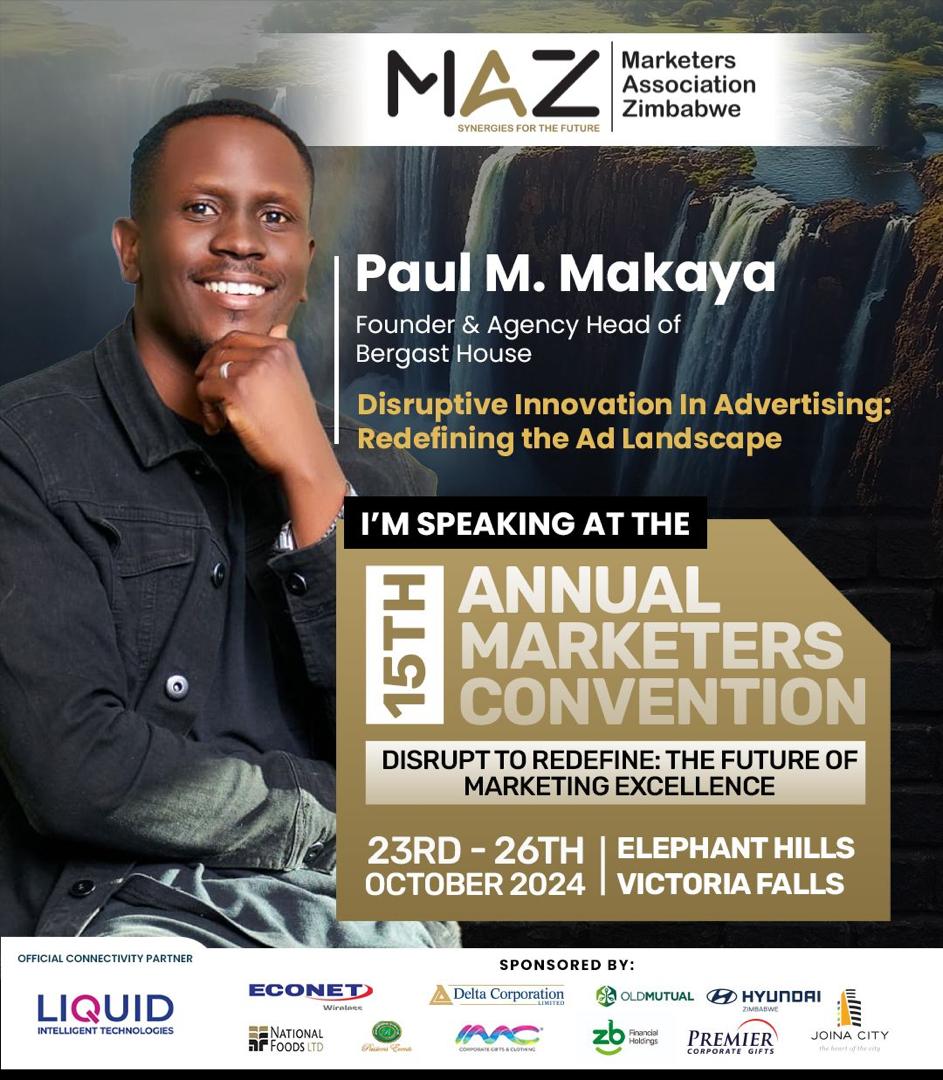 MAZ
SYNERGIES FOR THE FUTURE
Marketers
Association
Zimbabwe
Paul M. Makaya
Founder & Agency Head of
Bergast House
Disruptive Innovation In Advertising:
Redefining the Ad Landscape
I'M SPEAKING AT THE
15TH
ANNUAL
MARKETERS
CONVENTION
DISRUPT TO REDEFINE: THE FUTURE OF
MARKETING EXCELLENCE
23RD - 26TH
OCTOBER 2024
ELEPHANT HILLS
VICTORIA FALLS
OFFICIAL CONNECTIVITY PARTNER
LIQUID
INTELLIGENT TECHNOLOGIES
SPONSORED BY:
ECONET
Wireless
Delta Corporation
LIMITED
OLDMUTUAL
HYUNDAI
ZIMBABWE
NATIONAL
FOODS LTD
Events
CORPORATE GIFTS & CLOTHING
zb
Financial
Holdings
PREMIER
CORPORATE GIFTS
JOINA CITY
the heart of the city